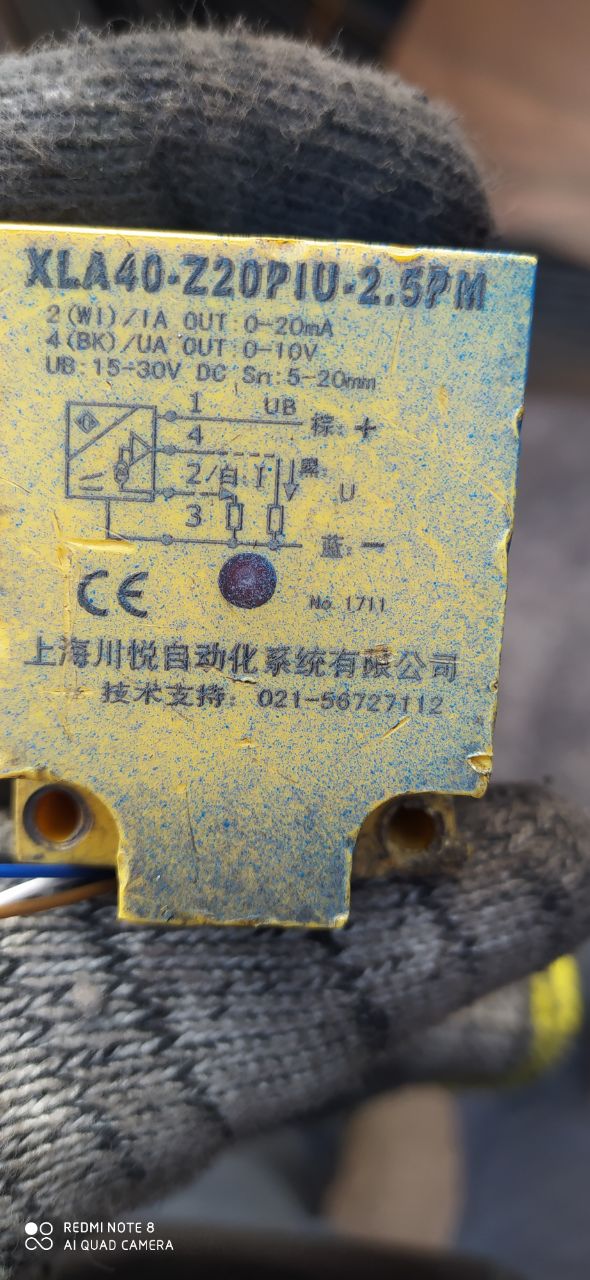 XLA40-Z20PIU-2.5PM
2(WI)/IA OUT:0-20mA
4(BK)/UA OUT:0-10V
UB:15-30V DC Sn:5-20mm
1 UB 棕:+
4 黑:
2/白:I U
3 蓝:—
CE
No.1711
上海川悦自动化系统有限公司
技术支持: 021-56727112
REDMI NOTE 8
AI QUAD CAMERA